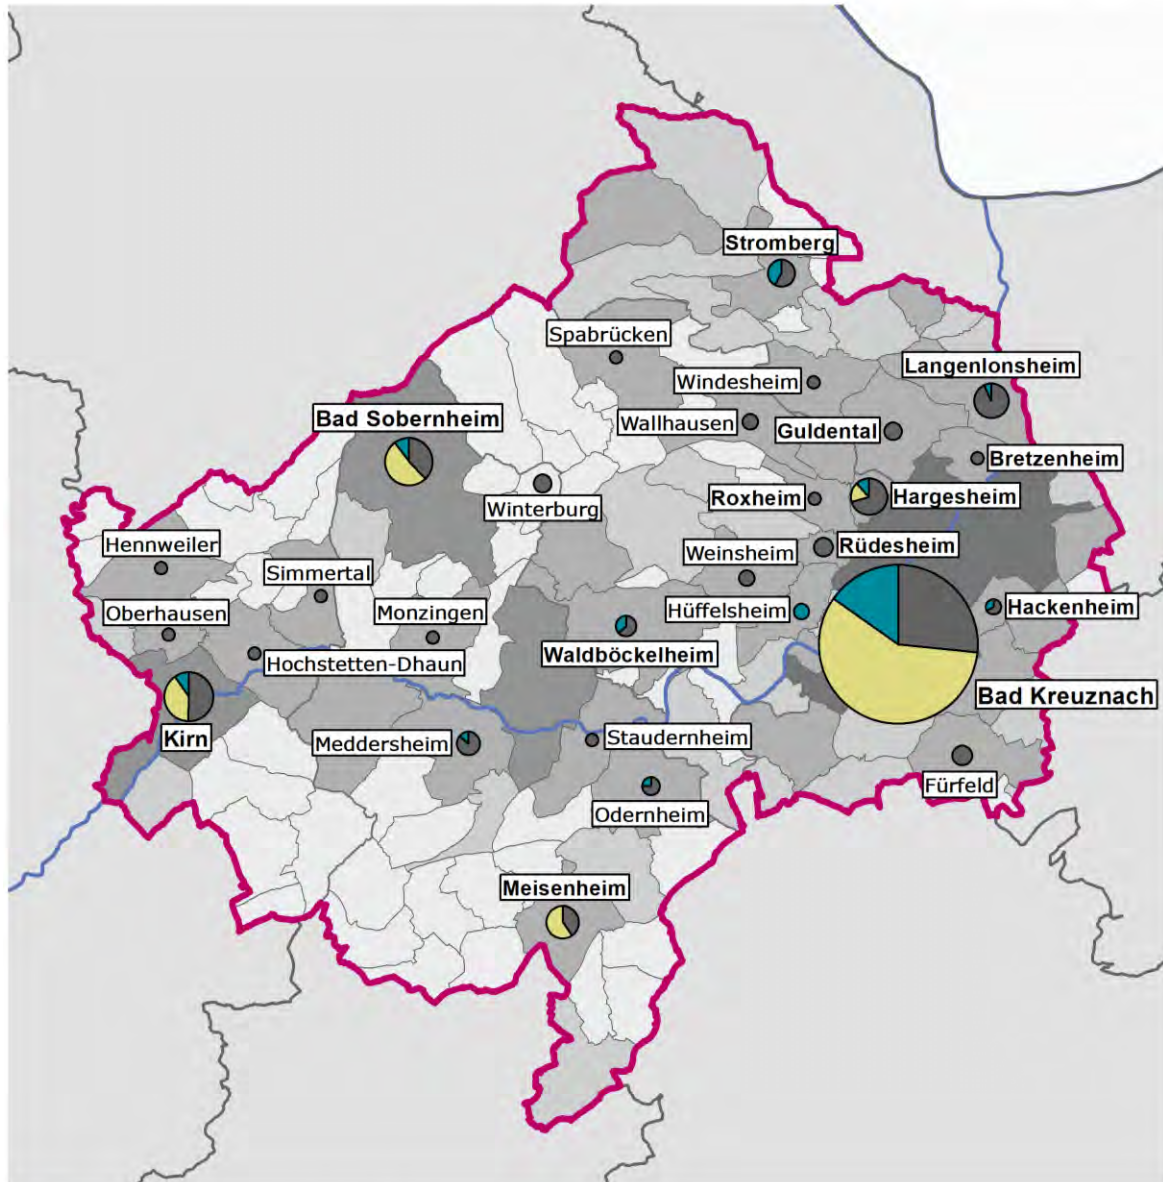 Stromberg
Spabrücken
Langenlonsheim
Windesheim
Bad Sobernheim
Wallhausen
Guldental
Bretzenheim
Winterburg
Roxheim
Hargesheim
Hennweiler
Weinsheim
Rüdesheim
Simmertal
Oberhausen
Monzingen
Hüffelsheim
Hackenheim
Hochstetten-Dhaun
Waldböckelheim
Bad Kreuznach
Kirn
Meddersheim
Staudernheim
Fürfeld
Odernheim
Meisenheim